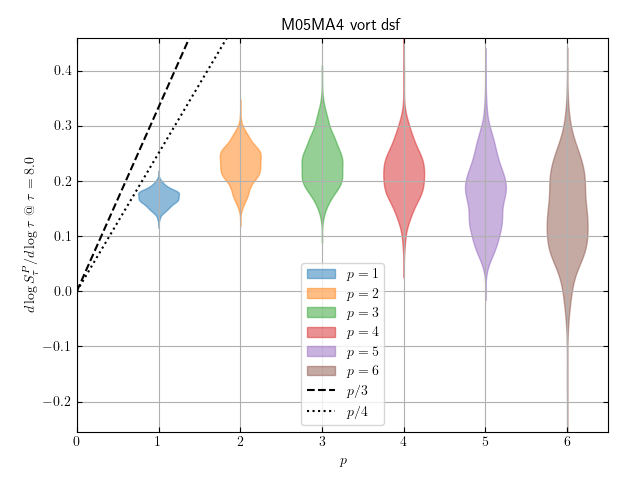 M05MA4 vort dsf
d log S_τ^P / d log τ @ τ = 8.0
0.4
0.3
0.2
0.1
0.0
−0.1
−0.2
p = 1
p = 2
p = 3
p = 4
p = 5
p = 6
p/3
p/4
0 1 2 3 4 5 6
p